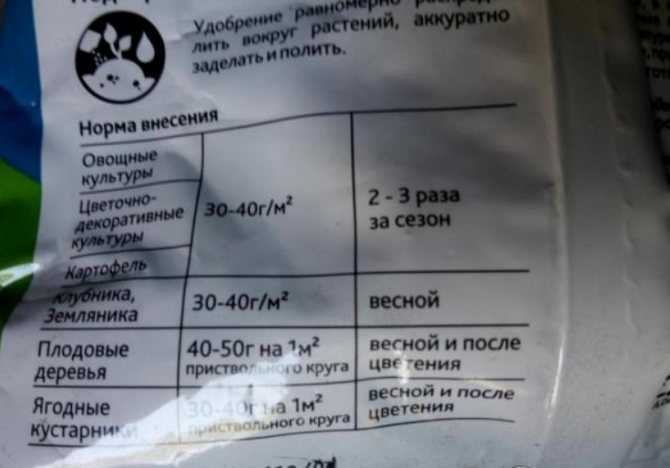 Удобрение равномерно
лить вокруг растений, аккуратно
заделать и полить.
Норма внесения
Овощные
культуры
Цветочно-
декоративные
культуры
Картофель
30-40г/м²
2 - 3 раза
за сезон
Клубника,
Земляника
30-40г/м²
весной
Плодовые
деревья
40-50г на 1м²
приствольного круга
весной и после
цветения
Ягодные
кустарники
30-40г на 1м²
приствольного круга
весной и после
цветения